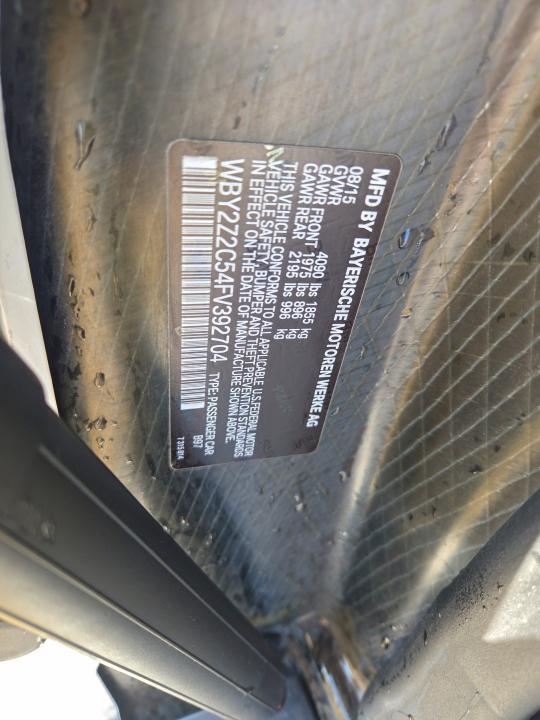 MFD BY BAYERISCHE MOTOREN WERKE AG
08/15
GVWR 4090 lbs 1855 kg
GAWR FRONT 1975 lbs 896 kg
GAWR REAR 2195 lbs 996 kg
THIS VEHICLE CONFORMS TO ALL APPLICABLE U.S.FEDERAL MOTOR
VEHICLE SAFETY, BUMPER AND THEFT PREVENTION STANDARDS
IN EFFECT ON THE DATE OF MANUFACTURE SHOWN ABOVE.
WBY2Z2C54FV392704 TYPE: PASSENGER CAR
B97